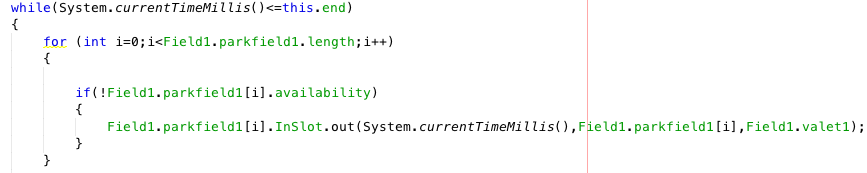 while(System.currentTimeMillis()<=this.end)
{
for (int i=0;i<Field1.parkfield1.length;i++)
{
if(!Field1.parkfield1[i].availability)
{
Field1.parkfield1[i].InSlot.out(System.currentTimeMillis(),Field1.parkfield1[i],Field1.valet1);
}
}